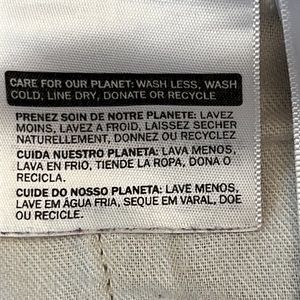 CARE FOR OUR PLANET: WASH LESS, WASH
COLD, LINE DRY, DONATE OR RECYCLE
PRENEZ SOIN DE NOTRE PLANETE: LAVEZ
MOINS, LAVEZ A FROID, LAISSEZ SECHER
NATURELLEMENT, DONNEZ OU RECYCLEZ
CUIDA NUESTRO PLANETA: LAVA MENOS,
LAVA EN FRIO, TIENDE LA ROPA, DONA O
RECICLA.
CUIDE DO NOSSO PLANETA: LAVE MENOS,
LAVE EM ÁGUA FRIA, SEQUE EM VARAL, DOE
OU RECICLE.